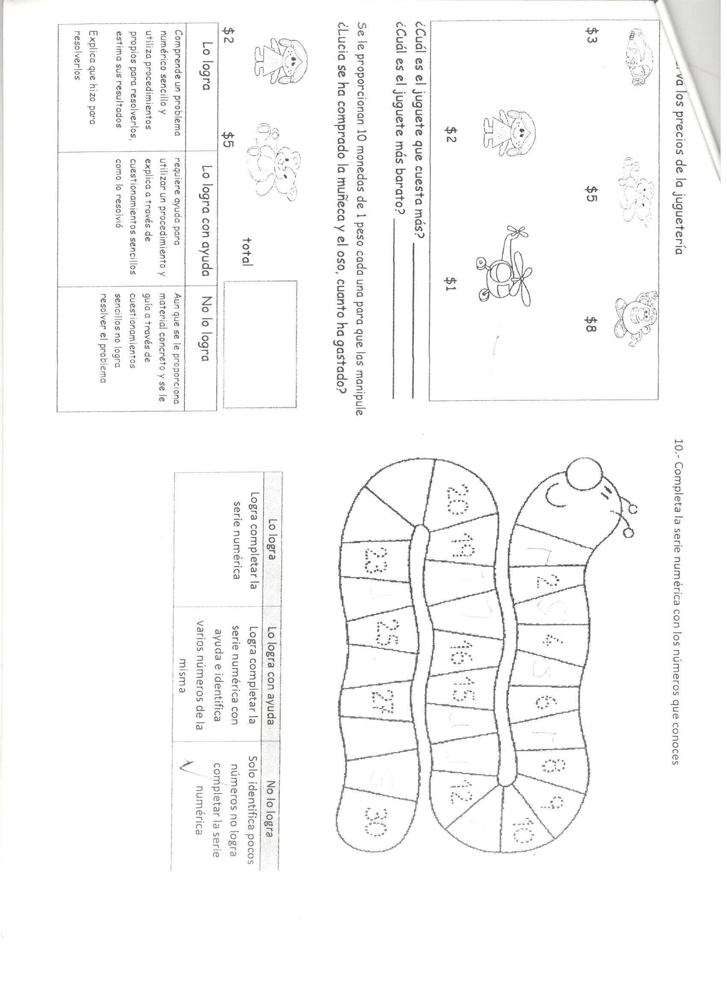 los precios de la juguetería
$3
$5
$8
$2
$1
¿Cuál es el juguete que cuesta más?
¿Cuál es el juguete más barato?
Se le proporcionan 10 monedas de 1 peso cada una para que las manipule
¿Lucia se ha comprado la muñeca y el oso, cuanto ha gastado?
$2
$5
total
Lo logra
Comprende un problema
numérico sencillo y
utiliza procedimientos
propios para resolverlos,
estima sus resultados
Explica que hizo para
resolverlos
Lo logra con ayuda
requiere ayuda para
utilizar un procedimiento y
explica a través de
cuestionamientos sencillos
como lo resolvió
No lo logra
Aun que se le proporciona
material concreto y se le
guía a través de
cuestionamientos
sencillos no logra
resolver el problema
10.- Completa la serie numérica con los números que conoces
2
4
5
6
8
9
10
20
19
16
15
12
23
25
27
30
Lo logra
Logra completar la
serie numérica
Lo logra con ayuda
Logra completar la
serie numérica con
ayuda e identifica
varios números de la
misma
No lo logra
Solo identifica pocos
números no logra
completar la serie
numérica